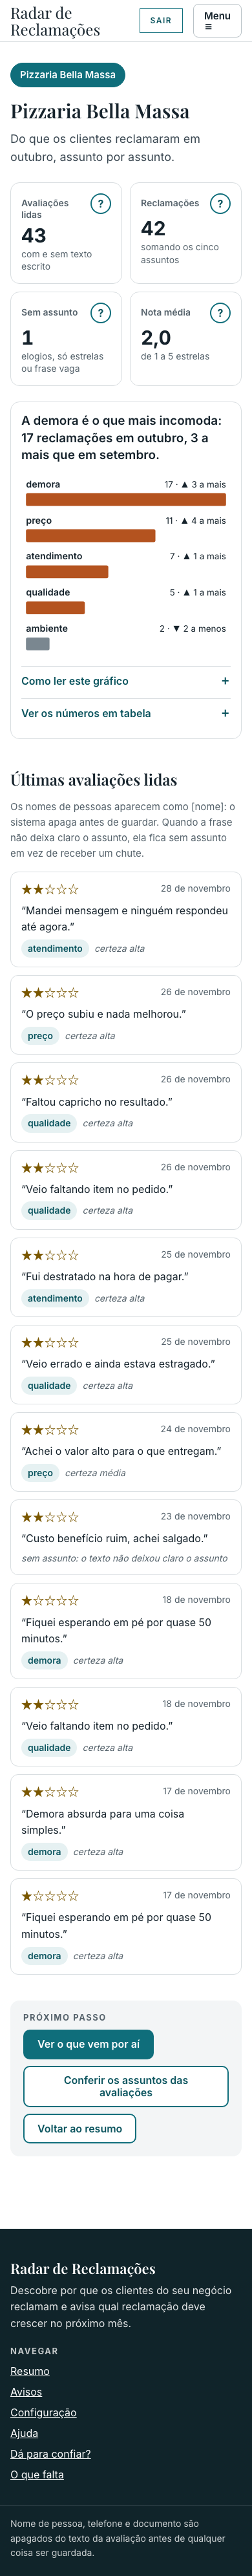 Radar de
Reclamações
SAIR
Menu
≡
Pizzaria Bella Massa
Pizzaria Bella Massa
Do que os clientes reclamaram em
outubro, assunto por assunto.
Avaliações
lidas
?
43
com e sem texto
escrito
Reclamações
?
42
somando os cinco
assuntos
Sem assunto
?
1
elogios, só estrelas
ou frase vaga
Nota média
?
2,0
de 1 a 5 estrelas
A demora é o que mais incomoda:
17 reclamações em outubro, 3 a
mais que em setembro.
demora 17 · ▲ 3 a mais
preço 11 · ▲ 4 a mais
atendimento 7 · ▲ 1 a mais
qualidade 5 · ▲ 1 a mais
ambiente 2 · ▼ 2 a menos
Como ler este gráfico +
Ver os números em tabela +
Últimas avaliações lidas
Os nomes de pessoas aparecem como [nome]: o
sistema apaga antes de guardar. Quando a frase
não deixa claro o assunto, ela fica sem assunto
em vez de receber um chute.
★★☆☆☆ 28 de novembro
“Mandei mensagem e ninguém respondeu
até agora.”
atendimento certeza alta
★★☆☆☆ 26 de novembro
“O preço subiu e nada melhorou.”
preço certeza alta
★★☆☆☆ 26 de novembro
“Faltou capricho no resultado.”
qualidade certeza alta
★★☆☆☆ 26 de novembro
“Veio faltando item no pedido.”
qualidade certeza alta
★★☆☆☆ 25 de novembro
“Fui destratado na hora de pagar.”
atendimento certeza alta
★★☆☆☆ 25 de novembro
“Veio errado e ainda estava estragado.”
qualidade certeza alta
★★☆☆☆ 24 de novembro
“Achei o valor alto para o que entregam.”
preço certeza média
★★☆☆☆ 23 de novembro
“Custo benefício ruim, achei salgado.”
sem assunto: o texto não deixou claro o assunto
★☆☆☆☆ 18 de novembro
“Fiquei esperando em pé por quase 50
minutos.”
demora certeza alta
★★☆☆☆ 18 de novembro
“Veio faltando item no pedido.”
qualidade certeza alta
★★☆☆☆ 17 de novembro
“Demora absurda para uma coisa
simples.”
demora certeza alta
★☆☆☆☆ 17 de novembro
“Fiquei esperando em pé por quase 50
minutos.”
demora certeza alta
PRÓXIMO PASSO
Ver o que vem por aí
Conferir os assuntos das
avaliações
Voltar ao resumo
Radar de Reclamações
Descobre por que os clientes do seu negócio
reclamam e avisa qual reclamação deve
crescer no próximo mês.
NAVEGAR
Resumo
Avisos
Configuração
Ajuda
Dá para confiar?
O que falta
Nome de pessoa, telefone e documento são
apagados do texto da avaliação antes de qualquer
coisa ser guardada.